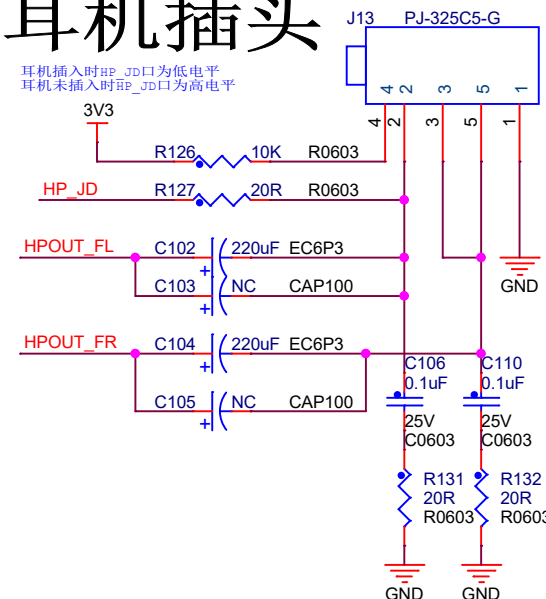 耳机插头
J13 PJ-325C5-G
耳机插入时HP_JD口为低电平
耳机未插入时HP_JD口为高电平
4 2 3 5 1
4 2 3 5 1
3V3
R126 10K R0603
HP_JD R127 20R R0603
HPOUT_FL C102 220uF EC6P3
+
GND
C103 NC CAP100
+
HPOUT_FR C104 220uF EC6P3
+
C106 C110
0.1uF 0.1uF
C105 NC CAP100
+
25V 25V
C0603 C0603
R131 R132
20R 20R
R0603 R0603
GND GND